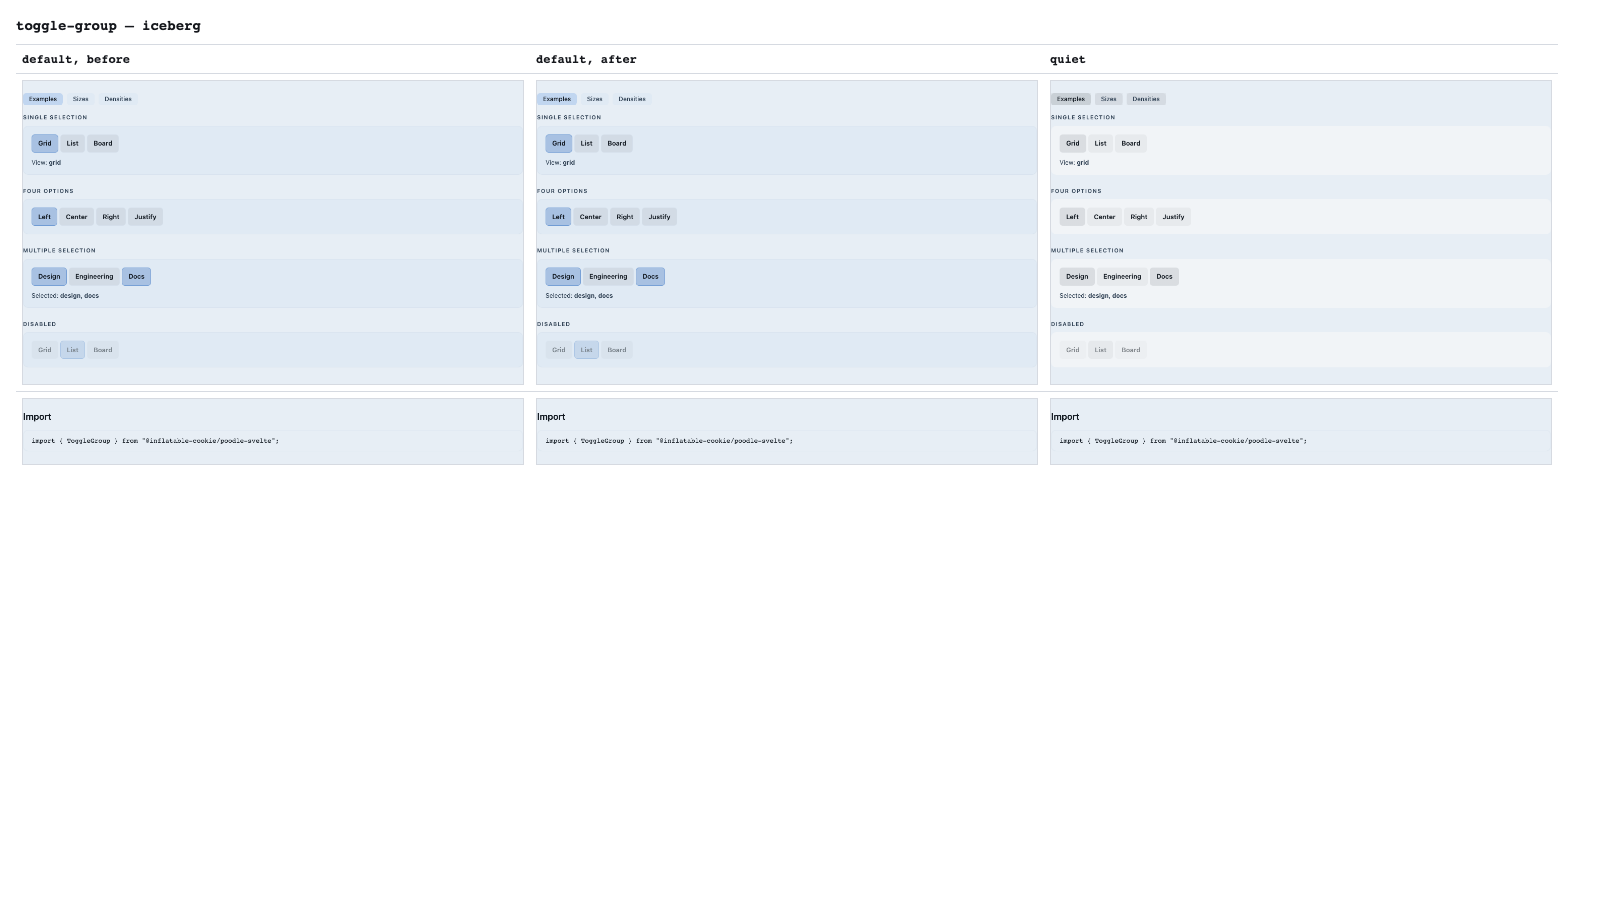 toggle-group — iceberg
default, before
default, after
quiet
Examples Sizes Densities
SINGLE SELECTION
Grid List Board
View: grid
FOUR OPTIONS
Left Center Right Justify
MULTIPLE SELECTION
Design Engineering Docs
Selected: design, docs
DISABLED
Grid List Board
Examples Sizes Densities
SINGLE SELECTION
Grid List Board
View: grid
FOUR OPTIONS
Left Center Right Justify
MULTIPLE SELECTION
Design Engineering Docs
Selected: design, docs
DISABLED
Grid List Board
Examples Sizes Densities
SINGLE SELECTION
Grid List Board
View: grid
FOUR OPTIONS
Left Center Right Justify
MULTIPLE SELECTION
Design Engineering Docs
Selected: design, docs
DISABLED
Grid List Board
Import
import { ToggleGroup } from "@inflatable-cookie/poodle-svelte";
Import
import { ToggleGroup } from "@inflatable-cookie/poodle-svelte";
Import
import { ToggleGroup } from "@inflatable-cookie/poodle-svelte";